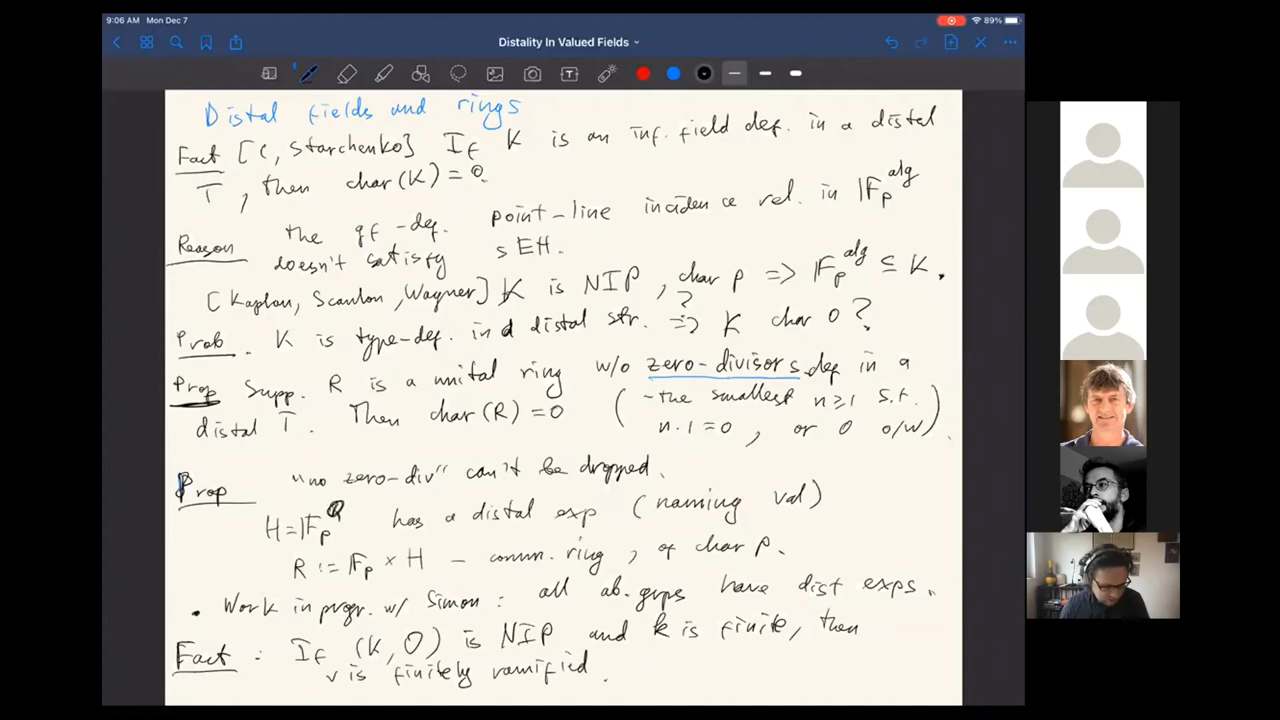 9:06 AM Mon Dec 7
89%
Distality In Valued Fields
Distal fields and rings
Fact [C, Starchenko] If K is an inf. field def. in a distal
T, then char(K) = 0.
Reason the qf-def. point-line incidence rel. in 𝔽p^alg
doesn't satisfy sEH.
[Kaplan, Scanlon, Wagner] K is NIP, char p => 𝔽p^alg ⊆ K.
Prob. K is type-def. in a distal str. =>? K char 0?
Prop Supp. R is a unital ring w/o zero-divisors def in a
distal T. Then char(R) = 0 (- the smallest n ≥ 1 s.t.
n·1 = 0, or 0 o/w).
Prop "no zero-div" can't be dropped.
H = 𝔽p has a distal exp (naming val)
R := 𝔽p × H – comm. ring, of char p.
• Work in progr. w/ Simon: all ab. grps have dist exps.
Fact: If (K, O) is NIP and k is finite, then
v is finitely ramified.